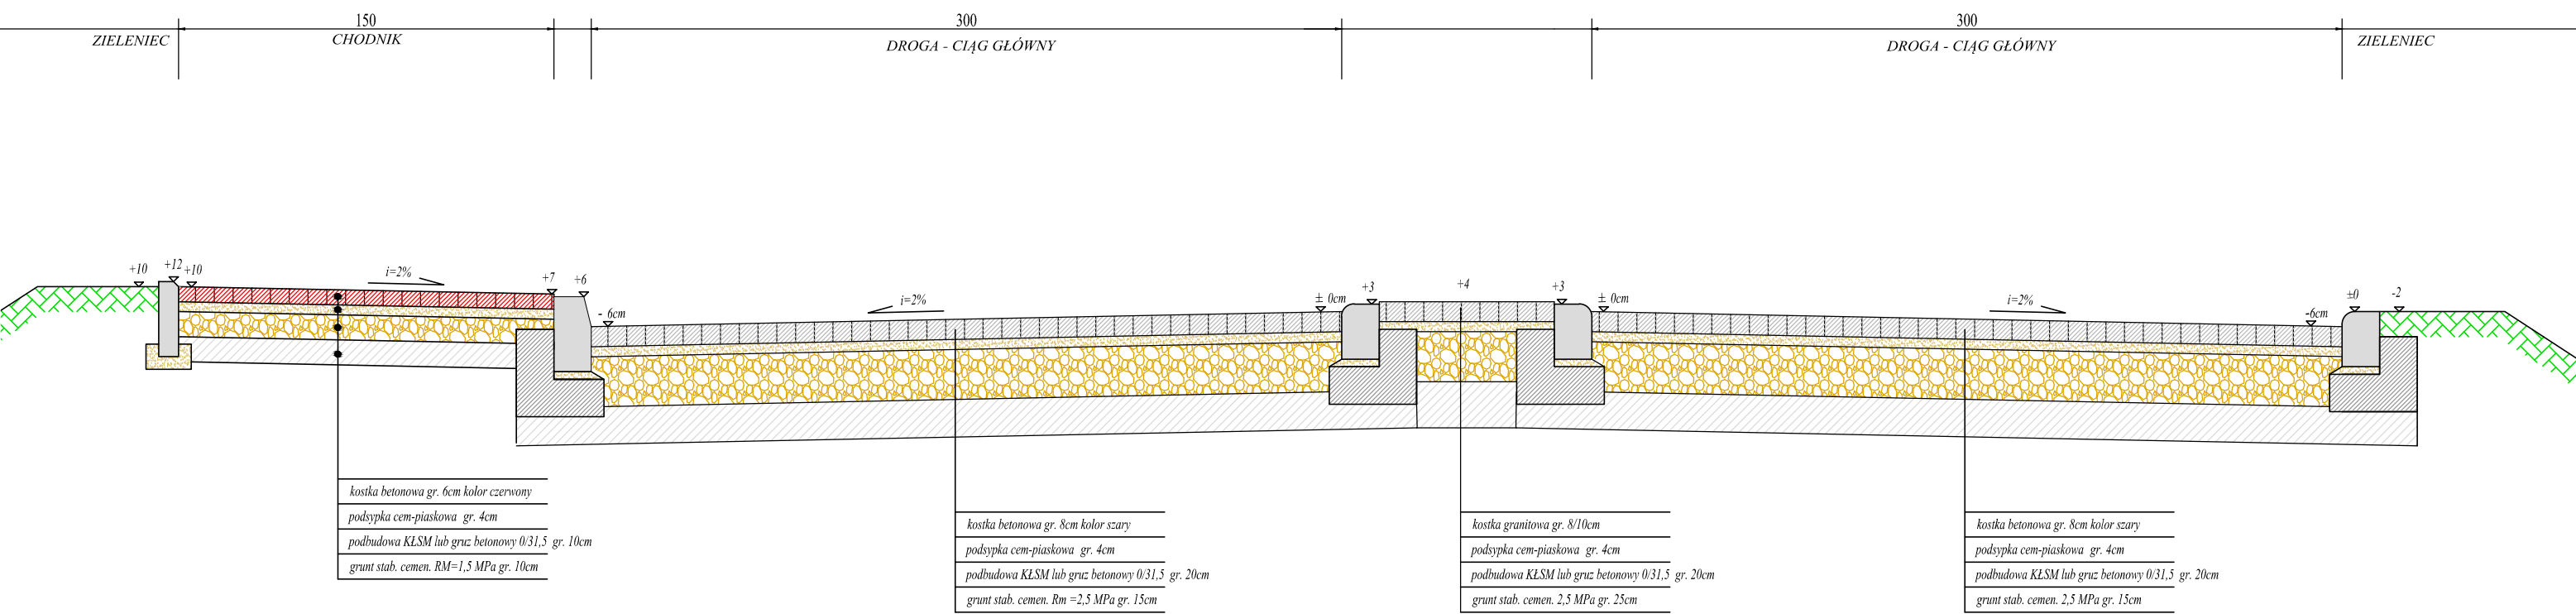 150
300
300
ZIELENIEC
CHODNIK
DROGA - CIĄG GŁÓWNY
DROGA - CIĄG GŁÓWNY
ZIELENIEC
+10
+12
+10
i=2%
+7
+6
- 6cm
i=2%
± 0cm
+3
+4
+3
± 0cm
i=2%
-6cm
±0
-2
kostka betonowa gr. 6cm kolor czerwony
podsypka cem-piaskowa gr. 4cm
podbudowa KŁSM lub gruz betonowy 0/31,5 gr. 10cm
grunt stab. cemen. RM=1,5 MPa gr. 10cm
kostka betonowa gr. 8cm kolor szary
podsypka cem-piaskowa gr. 4cm
podbudowa KŁSM lub gruz betonowy 0/31,5 gr. 20cm
grunt stab. cemen. Rm =2,5 MPa gr. 15cm
kostka granitowa gr. 8/10cm
podsypka cem-piaskowa gr. 4cm
podbudowa KŁSM lub gruz betonowy 0/31,5 gr. 20cm
grunt stab. cemen. 2,5 MPa gr. 25cm
kostka betonowa gr. 8cm kolor szary
podsypka cem-piaskowa gr. 4cm
podbudowa KŁSM lub gruz betonowy 0/31,5 gr. 20cm
grunt stab. cemen. 2,5 MPa gr. 15cm